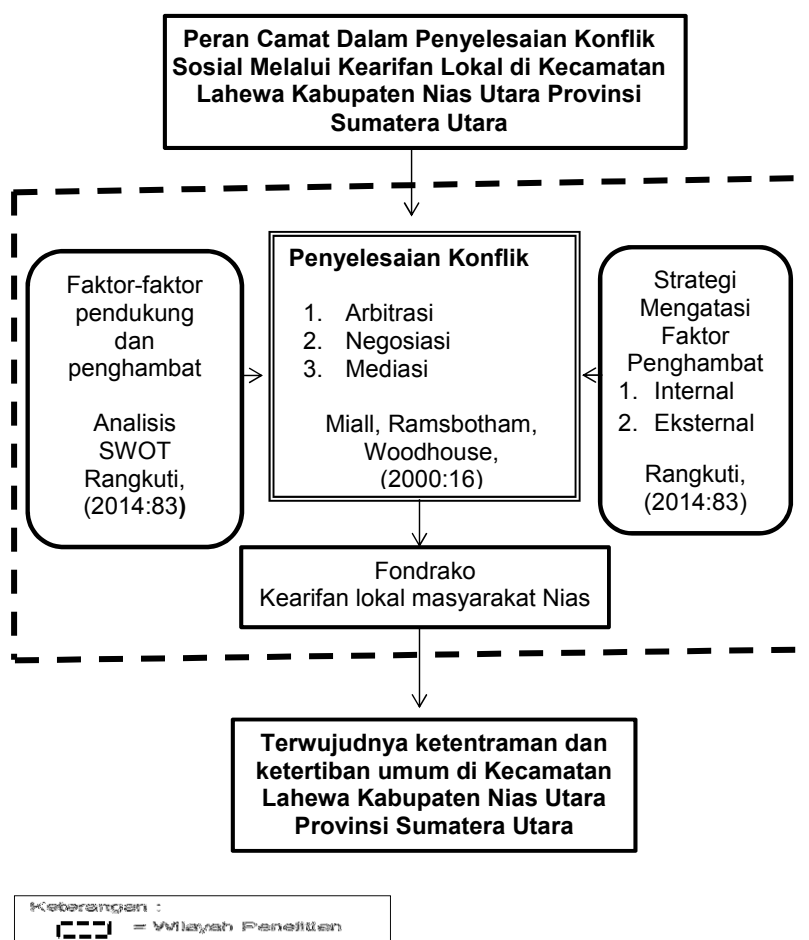 Peran Camat Dalam Penyelesaian Konflik
Sosial Melalui Kearifan Lokal di Kecamatan
Lahewa Kabupaten Nias Utara Provinsi
Sumatera Utara
Faktor-faktor
pendukung
dan
penghambat
Analisis
SWOT
Rangkuti,
(2014:83)
Penyelesaian Konflik
1. Arbitrasi
2. Negosiasi
3. Mediasi
Miall, Ramsbotham,
Woodhouse,
(2000:16)
Strategi
Mengatasi
Faktor
Penghambat
1. Internal
2. Eksternal
Rangkuti,
(2014:83)
Fondrako
Kearifan lokal masyarakat Nias
Terwujudnya ketentraman dan
ketertiban umum di Kecamatan
Lahewa Kabupaten Nias Utara
Provinsi Sumatera Utara
Keterangan :
= Wilayah Penelitian